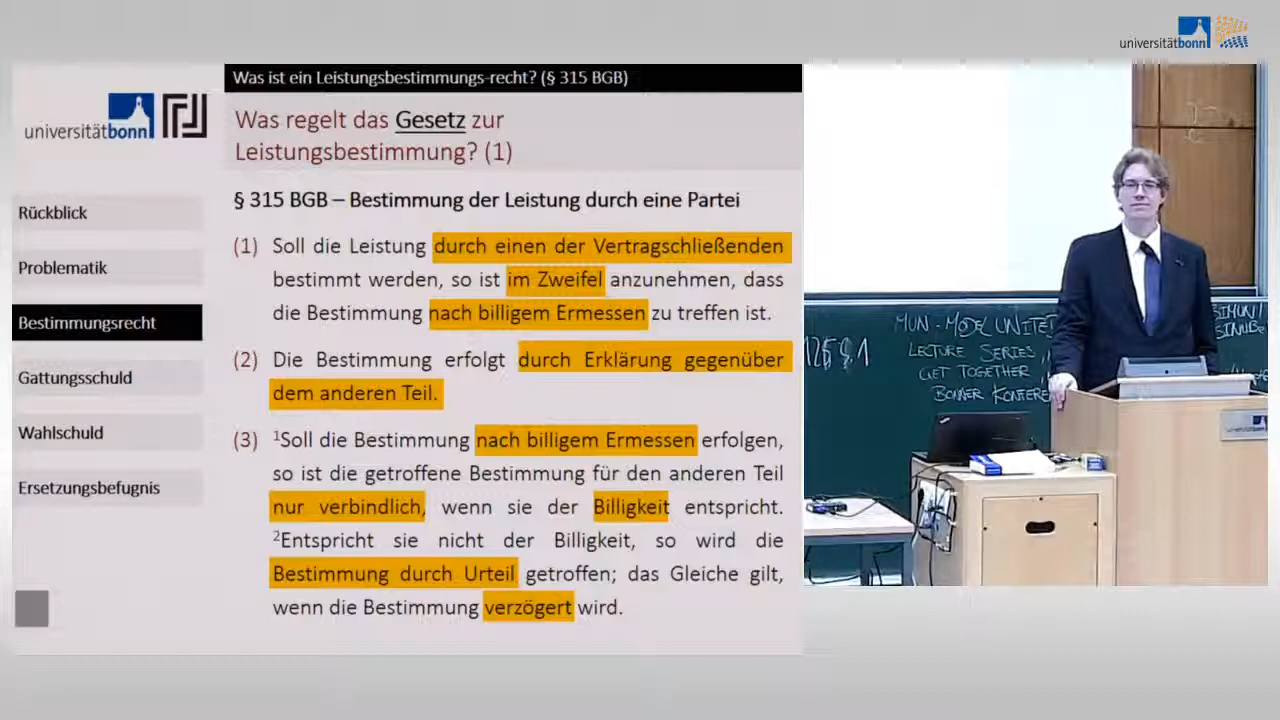 universitätbonn
Was ist ein Leistungsbestimmungs-recht? (§ 315 BGB)
universitätbonn
Was regelt das Gesetz zur
Leistungsbestimmung? (1)
§ 315 BGB – Bestimmung der Leistung durch eine Partei
Rückblick
Problematik
Bestimmungsrecht
Gattungsschuld
Wahlschuld
Ersetzungsbefugnis
(1) Soll die Leistung durch einen der Vertragschließenden
bestimmt werden, so ist im Zweifel anzunehmen, dass
die Bestimmung nach billigem Ermessen zu treffen ist.
(2) Die Bestimmung erfolgt durch Erklärung gegenüber
dem anderen Teil.
(3) ¹Soll die Bestimmung nach billigem Ermessen erfolgen,
so ist die getroffene Bestimmung für den anderen Teil
nur verbindlich, wenn sie der Billigkeit entspricht.
²Entspricht sie nicht der Billigkeit, so wird die
Bestimmung durch Urteil getroffen; das Gleiche gilt,
wenn die Bestimmung verzögert wird.
MUN - MODEL UNITE
LECTURE SERIES,
GET TOGETHER
BONNER KONFERE